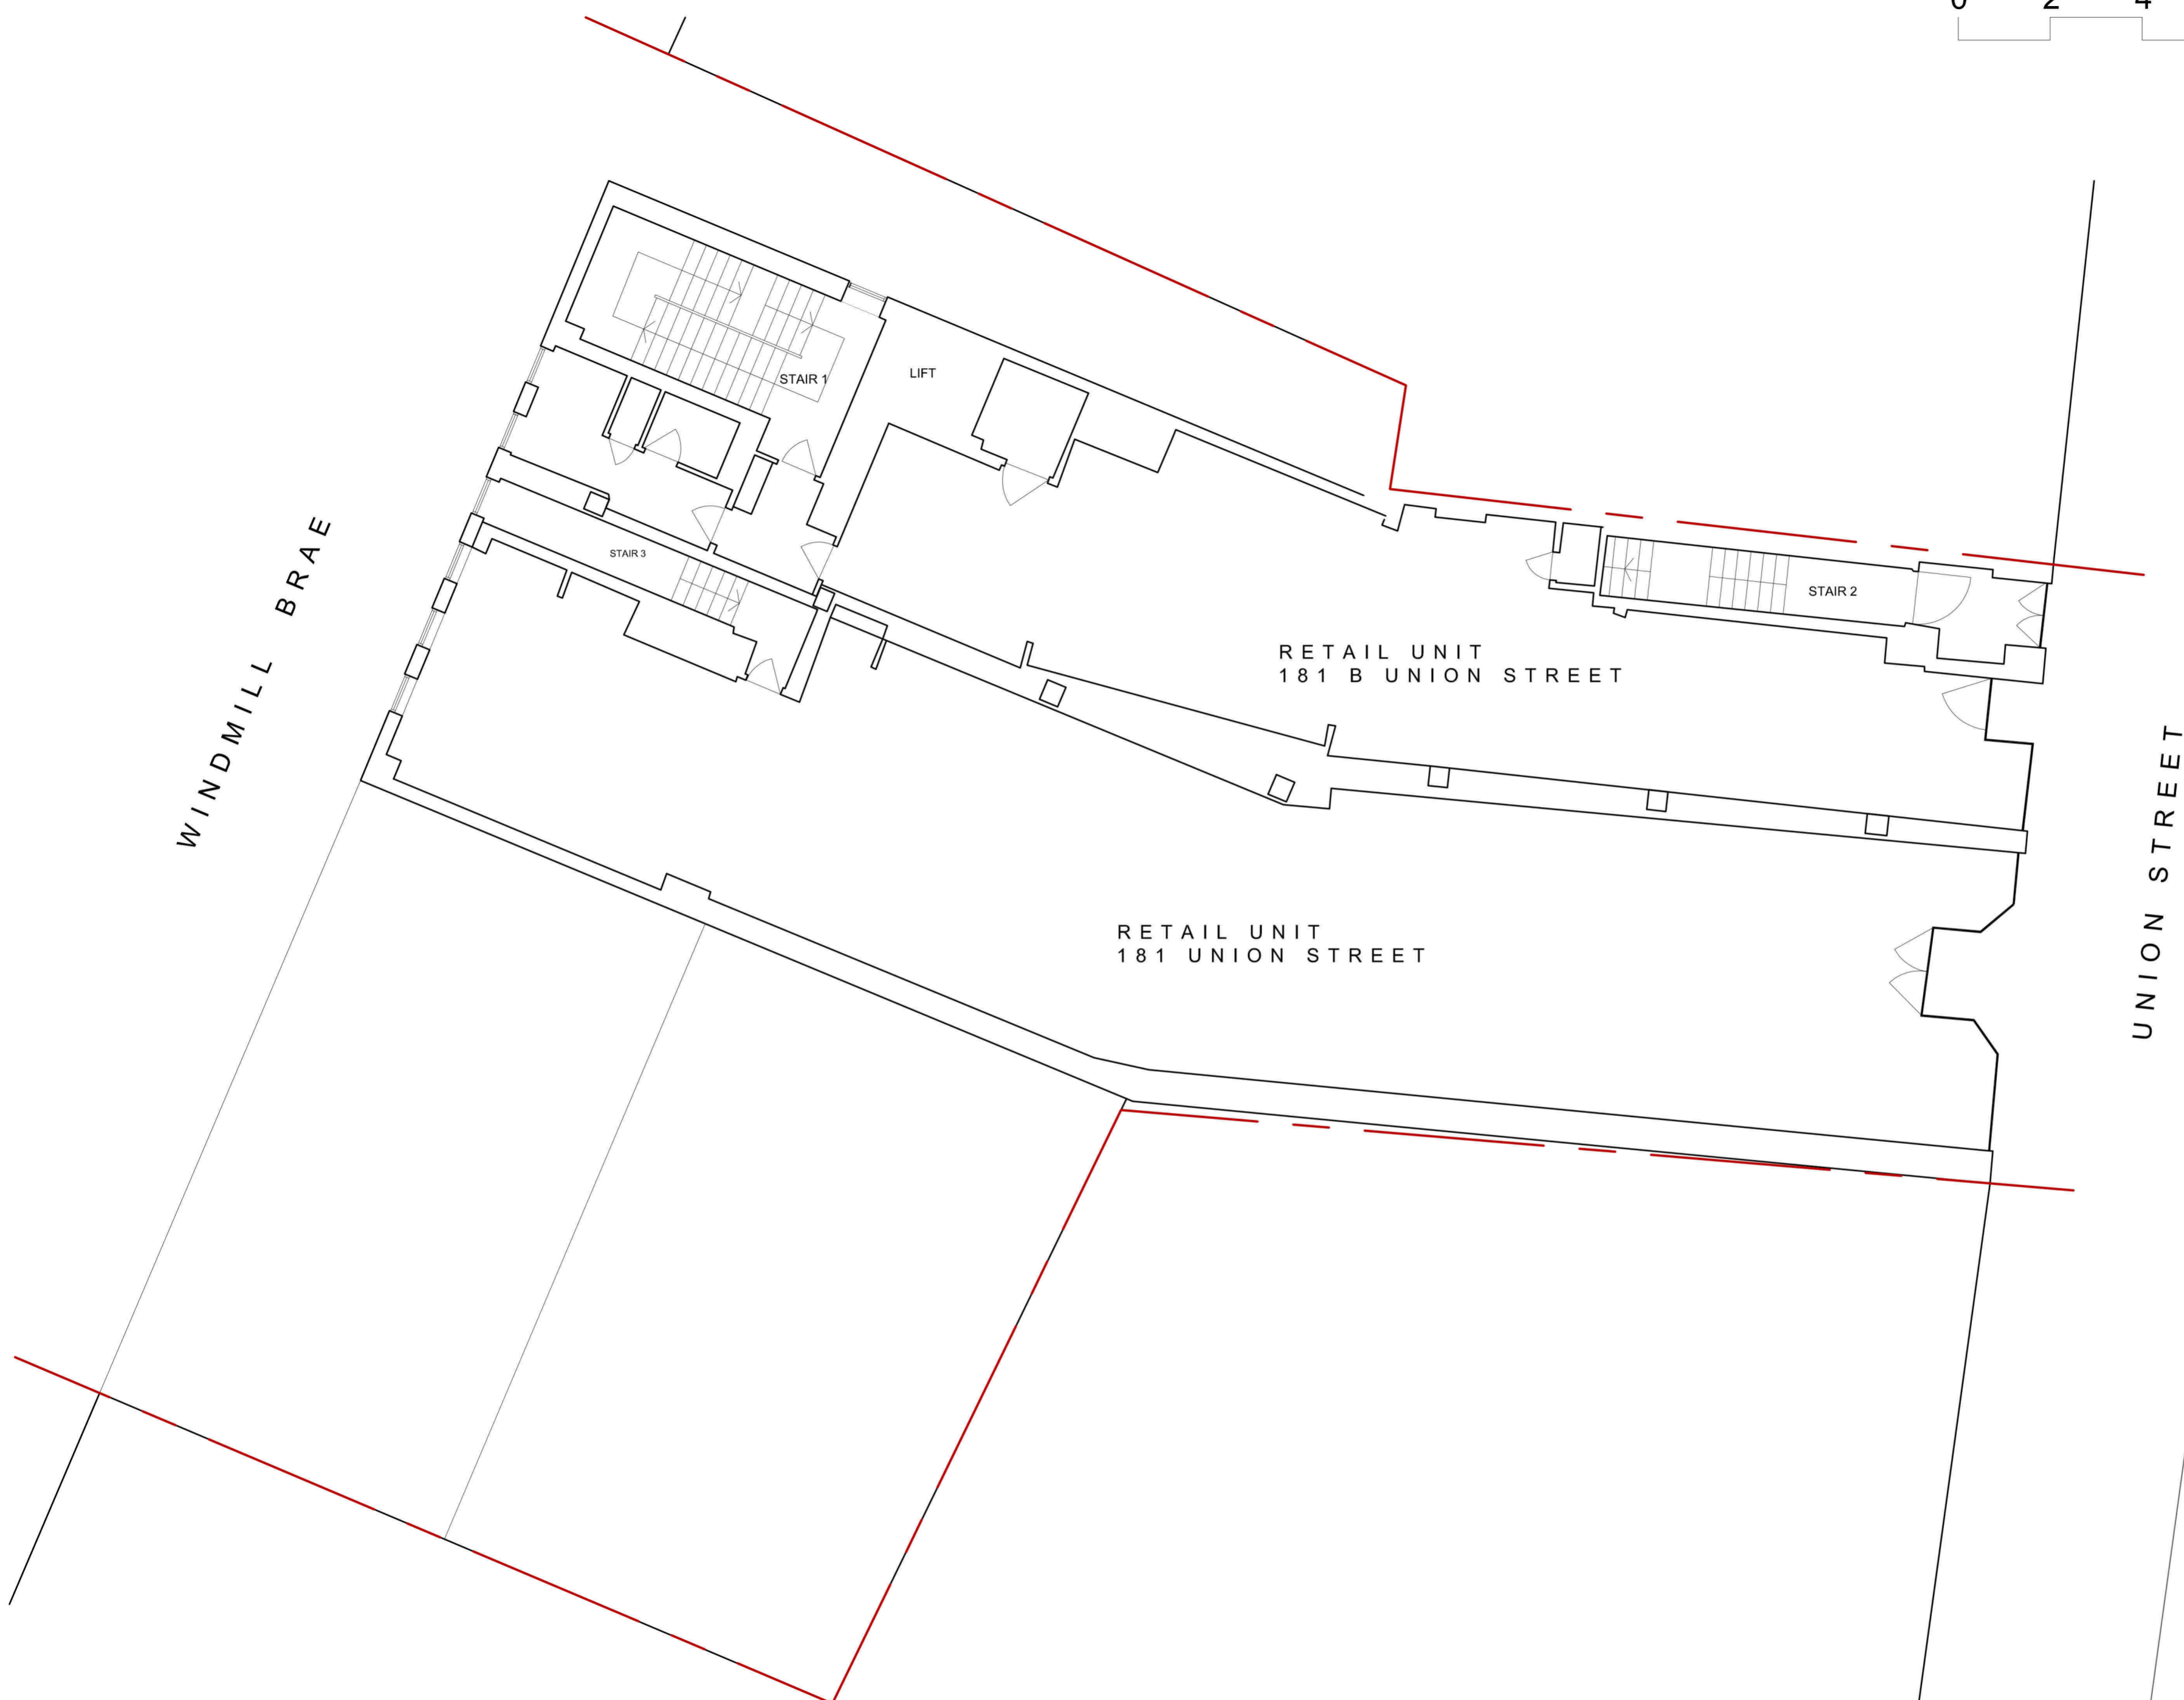 0 2 4
STAIR 1
LIFT
WINDMILL BRAE
STAIR 3
STAIR 2
RETAIL UNIT
181 B UNION STREET
UNION STREET
RETAIL UNIT
181 UNION STREET